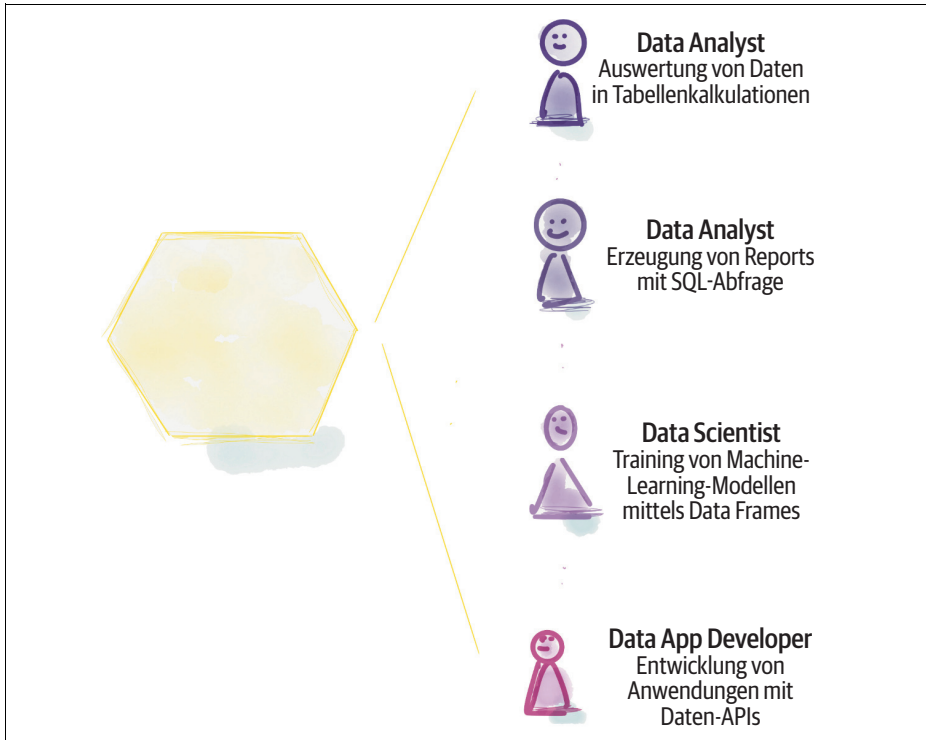 Data Analyst
Auswertung von Daten
in Tabellenkalkulationen
Data Analyst
Erzeugung von Reports
mit SQL-Abfrage
Data Scientist
Training von Machine-
Learning-Modellen
mittels Data Frames
Data App Developer
Entwicklung von
Anwendungen mit
Daten-APIs